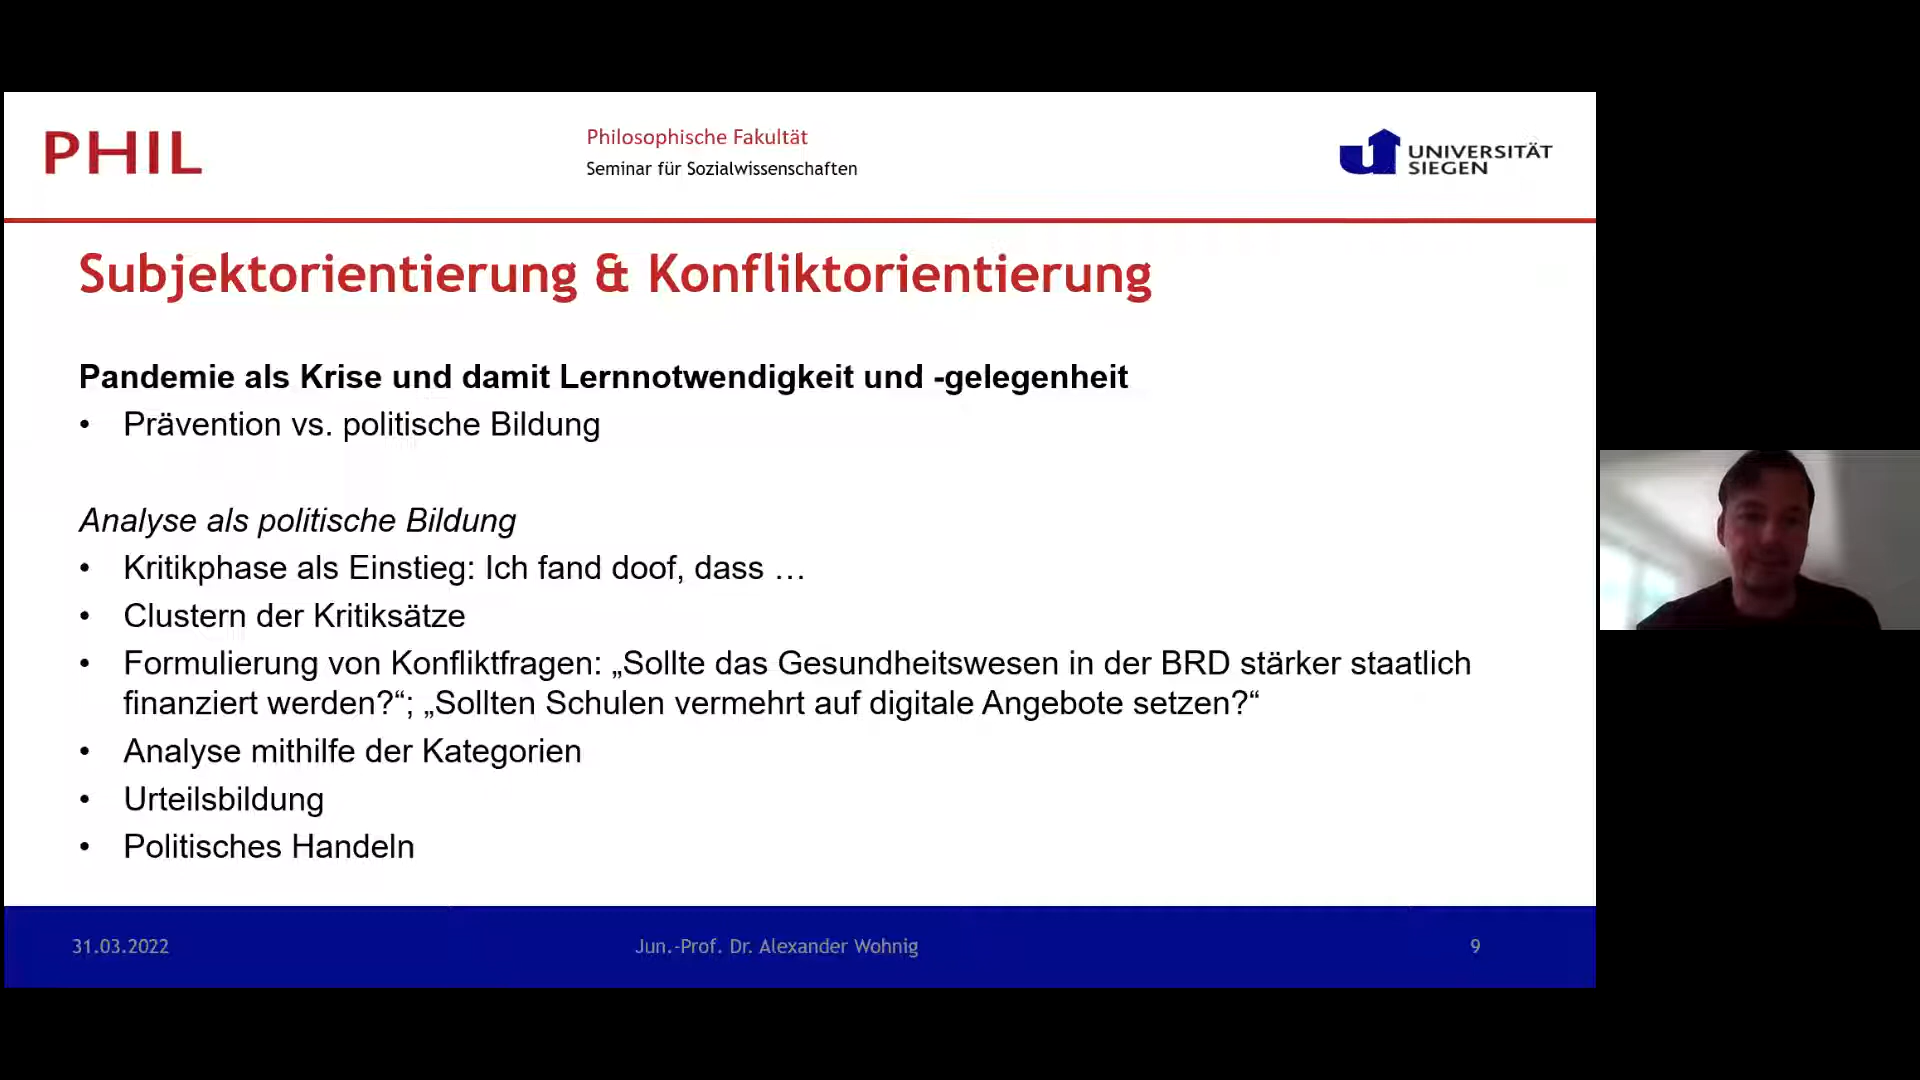 PHIL
Philosophische Fakultät
Seminar für Sozialwissenschaften
UNIVERSITÄT
SIEGEN
Subjektorientierung & Konfliktorientierung
Pandemie als Krise und damit Lernnotwendigkeit und -gelegenheit
• Prävention vs. politische Bildung
Analyse als politische Bildung
• Kritikphase als Einstieg: Ich fand doof, dass …
• Clustern der Kritiksätze
• Formulierung von Konfliktfragen: „Sollte das Gesundheitswesen in der BRD stärker staatlich
finanziert werden?“; „Sollten Schulen vermehrt auf digitale Angebote setzen?“
• Analyse mithilfe der Kategorien
• Urteilsbildung
• Politisches Handeln
31.03.2022
Jun.-Prof. Dr. Alexander Wohnig
9